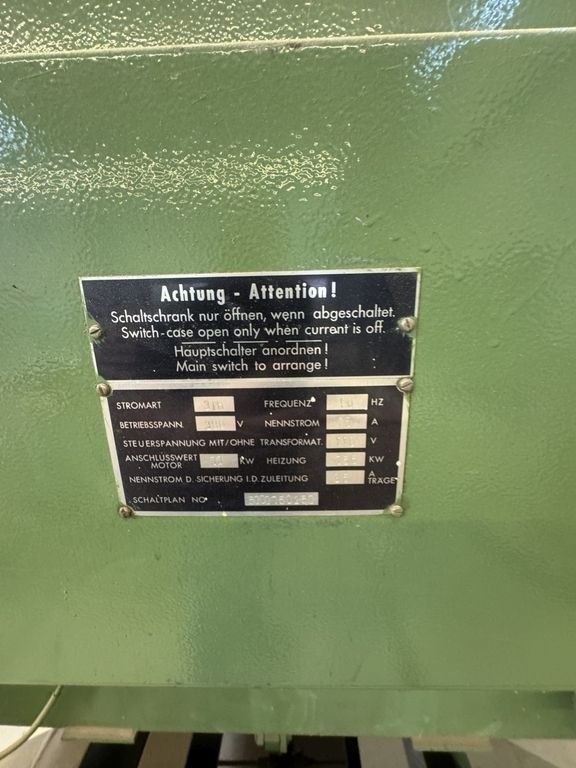 Achtung - Attention!
Schaltschrank nur öffnen, wenn abgeschaltet.
Switch-case open only when current is off.
Hauptschalter anordnen!
Main switch to arrange!
STROMART FREQUENZ HZ
BETRIEBSSPANN. V NENNSTROM A
STEUERSPANNUNG MIT/OHNE TRANSFORMAT. V
ANSCHLUSSWERT MOTOR KW HEIZUNG KW
NENNSTROM D. SICHERUNG I.D. ZULEITUNG A TRÄGE
SCHALTPLAN NO